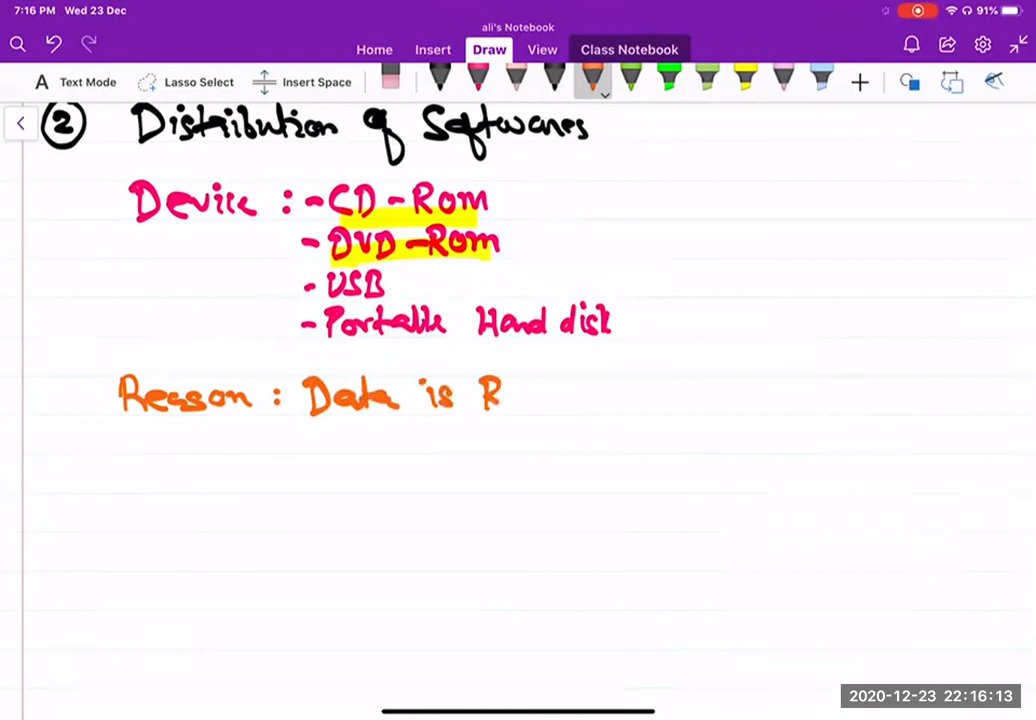 7:16 PM Wed 23 Dec 91%
ali's Notebook
Home Insert Draw View Class Notebook
A Text Mode Lasso Select Insert Space
② Distribution of Softwares
Device : - CD-Rom
- DVD-Rom
- USB
- Portable Hard disk
Reason : Data is R
2020-12-23 22:16:13